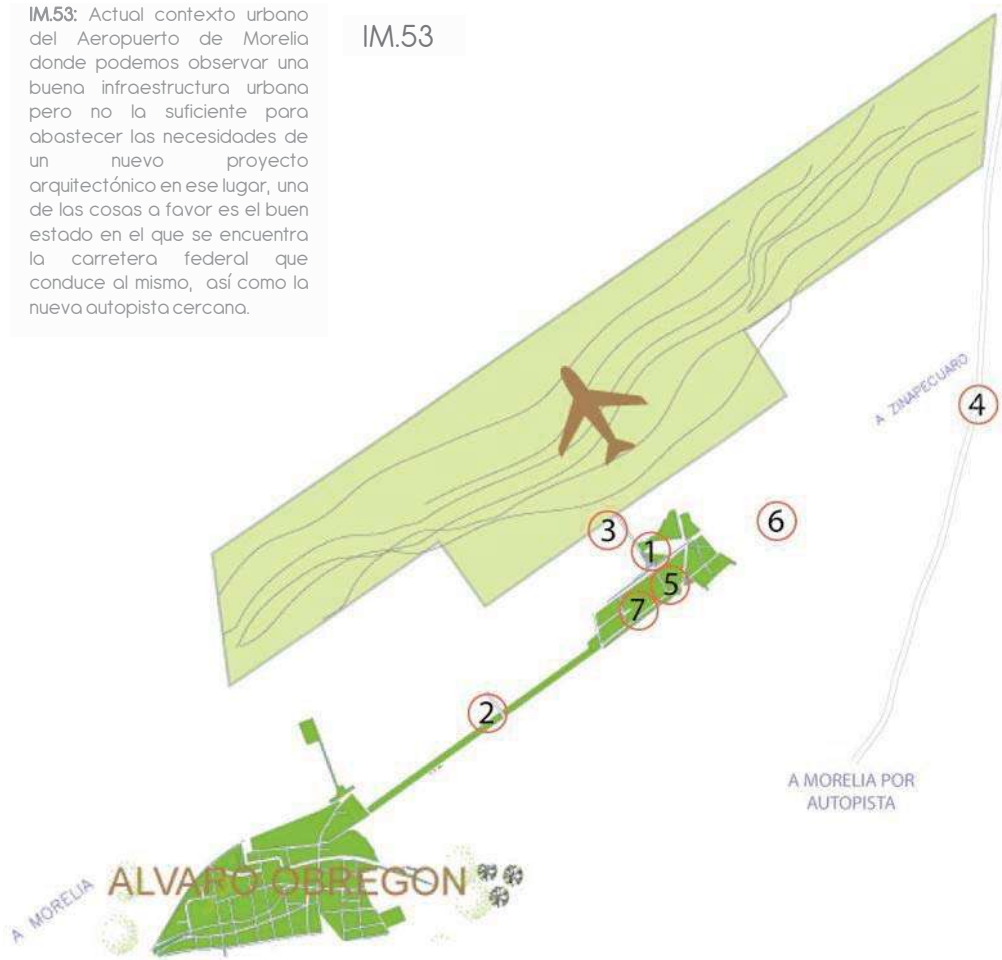 IM.53: Actual contexto urbano
del Aeropuerto de Morelia
donde podemos observar una
buena infraestructura urbana
pero no la suficiente para
abastecer las necesidades de
un nuevo proyecto
arquitectónico en ese lugar, una
de las cosas a favor es el buen
estado en el que se encuentra
la carretera federal que
conduce al mismo, así como la
nueva autopista cercana.
IM.53
A ZINAPECUARO
4
3
1
6
5
7
2
A MORELIA POR
AUTOPISTA
ALVARO OBREGON
A MORELIA